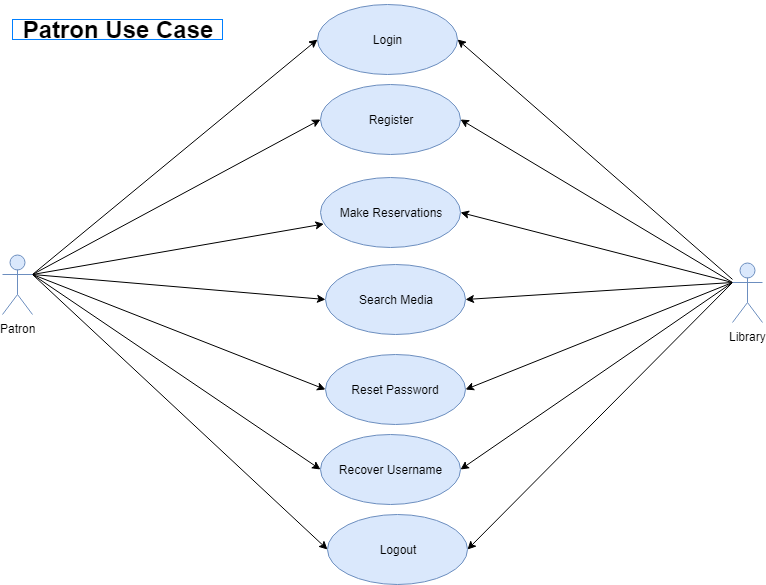 Patron Use Case
Login
Register
Make Reservations
Search Media
Patron
Library
Reset Password
Recover Username
Logout